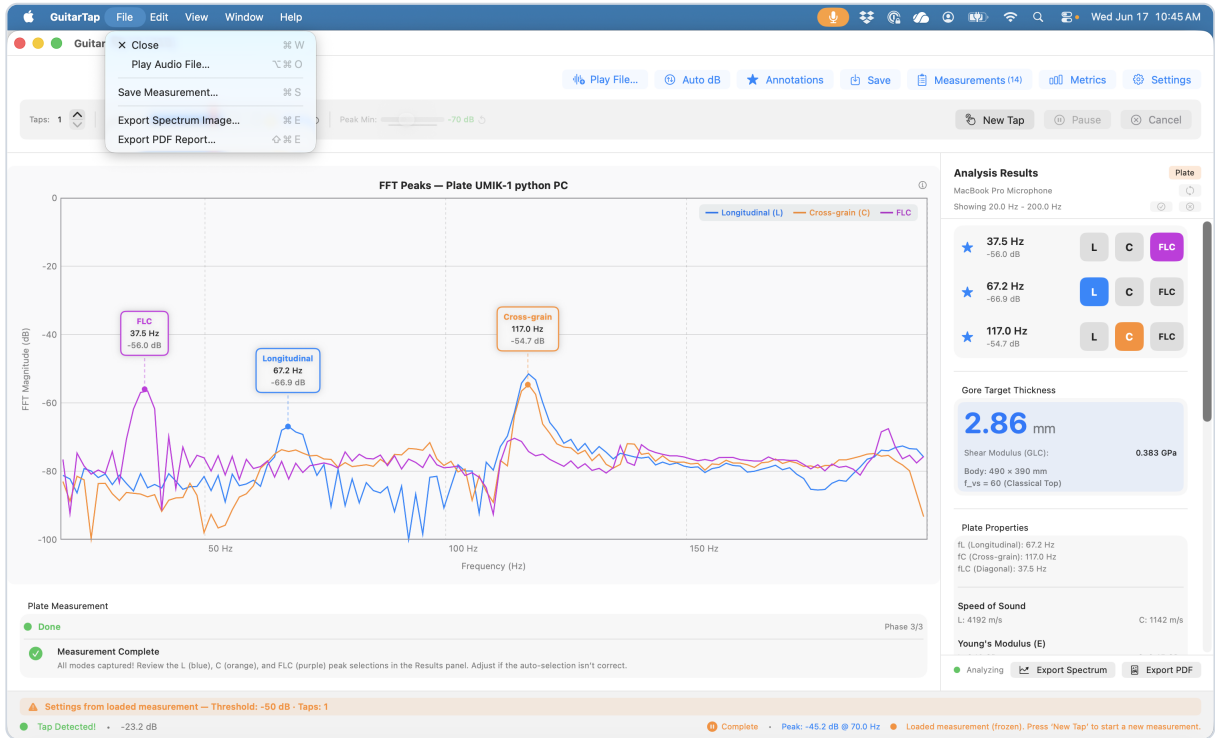 GuitarTap File Edit View Window Help Wed Jun 17 10:45 AM
Guitar
Close ⌘ W
Play Audio File... ⌥ ⌘ O
Save Measurement... ⌘ S
Export Spectrum Image... ⌘ E
Export PDF Report... ⇧ ⌘ E
Play File... Auto dB Annotations Save Measurements (14) Metrics Settings
Taps: 1 Peak Min: -70 dB New Tap Pause Cancel
FFT Peaks — Plate UMIK-1 python PC
Longitudinal (L) Cross-grain (C) FLC
0
-20
-40
-60
-80
-100
FFT Magnitude (dB)
FLC
37.5 Hz
-56.0 dB
Longitudinal
67.2 Hz
-66.9 dB
Cross-grain
117.0 Hz
-54.7 dB
50 Hz 100 Hz 150 Hz
Frequency (Hz)
Plate Measurement
Done Phase 3/3
Measurement Complete
All modes captured! Review the L (blue), C (orange), and FLC (purple) peak selections in the Results panel. Adjust if the auto-selection isn't correct.
Analysis Results Plate
MacBook Pro Microphone
Showing 20.0 Hz - 200.0 Hz
37.5 Hz L C FLC
-56.0 dB
67.2 Hz L C FLC
-66.9 dB
117.0 Hz L C FLC
-54.7 dB
Gore Target Thickness
2.86 mm
Shear Modulus (GLC): 0.383 GPa
Body: 490 × 390 mm
f_vs = 60 (Classical Top)
Plate Properties
fL (Longitudinal): 67.2 Hz
fC (Cross-grain): 117.0 Hz
fLC (Diagonal): 37.5 Hz
Speed of Sound
L: 4192 m/s C: 1142 m/s
Young's Modulus (E)
Analyzing Export Spectrum Export PDF
Settings from loaded measurement — Threshold: -50 dB · Taps: 1
Tap Detected! • -23.2 dB Complete • Peak: -45.2 dB @ 70.0 Hz Loaded measurement (frozen). Press 'New Tap' to start a new measurement.